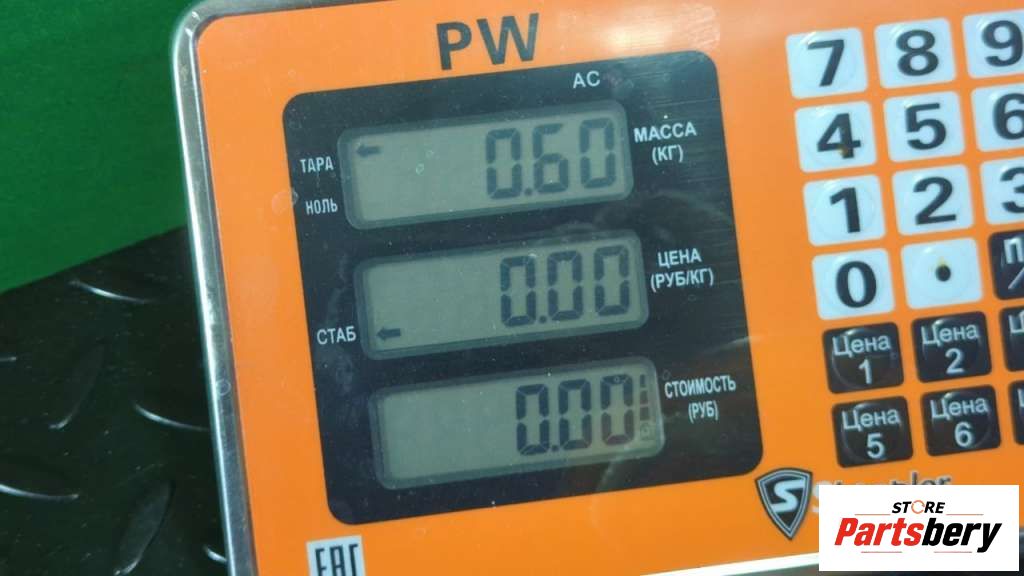 PW
АС
ТАРА
НОЛЬ
0.60
МАССА
(КГ)
0.00
ЦЕНА
(РУБ/КГ)
СТАБ
0.00
СТОИМОСТЬ
(РУБ)
7 8 9
4 5 6
1 2 3
0 .
Цена
1
Цена
2
Цена
5
Цена
6
EAC
STORE
Partsbery